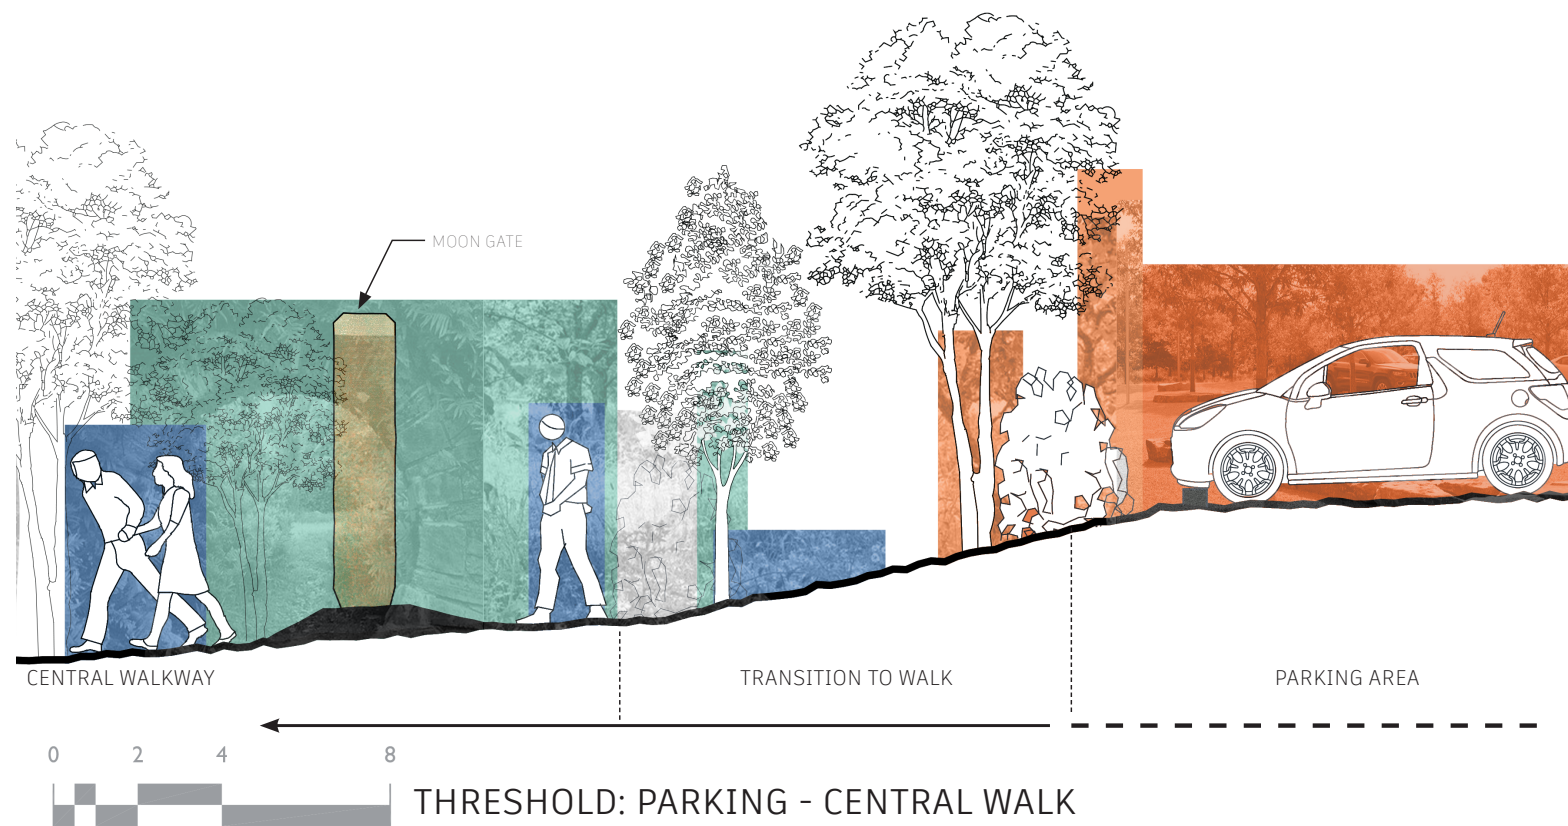 MOON GATE
CENTRAL WALKWAY
TRANSITION TO WALK
PARKING AREA
0 2 4 8
THRESHOLD: PARKING - CENTRAL WALK